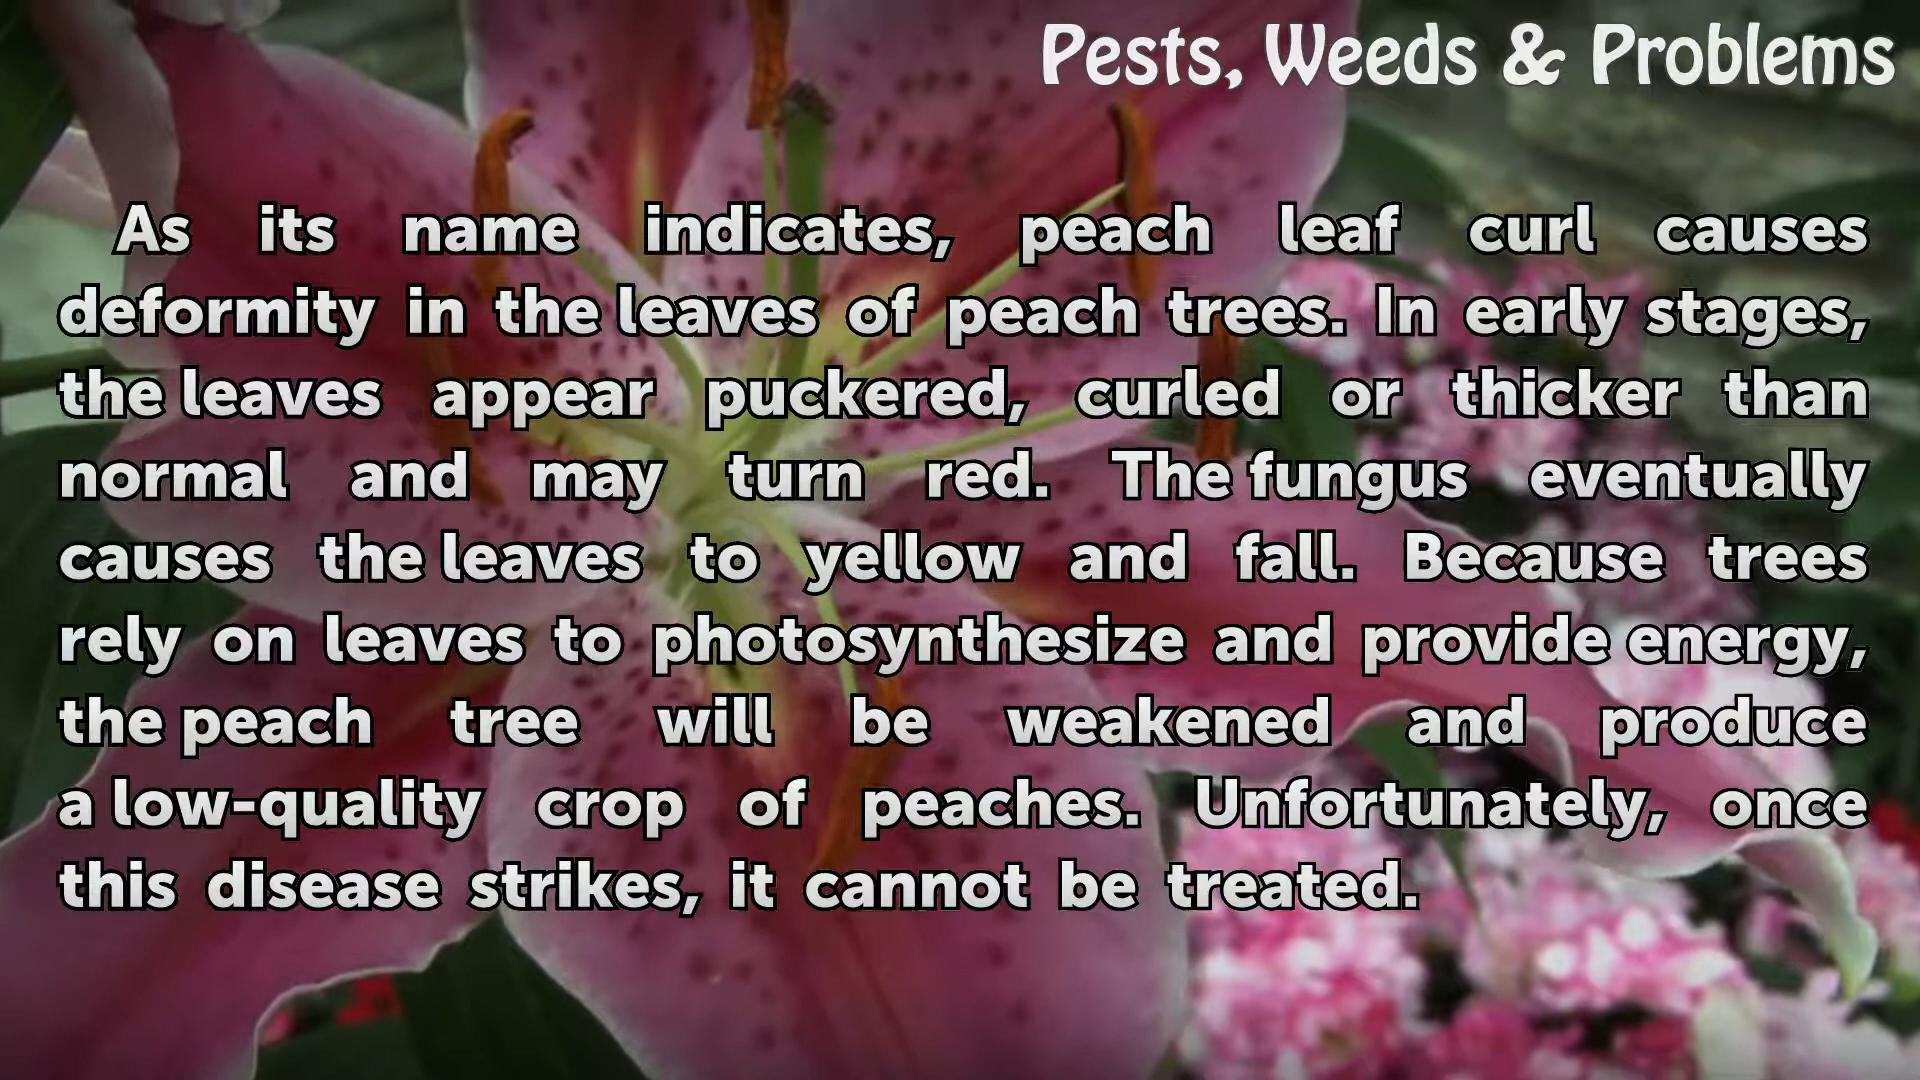 Pests, Weeds & Problems
As its name indicates, peach leaf curl causes
deformity in the leaves of peach trees. In early stages,
the leaves appear puckered, curled or thicker than
normal and may turn red. The fungus eventually
causes the leaves to yellow and fall. Because trees
rely on leaves to photosynthesize and provide energy,
the peach tree will be weakened and produce
a low-quality crop of peaches. Unfortunately, once
this disease strikes, it cannot be treated.